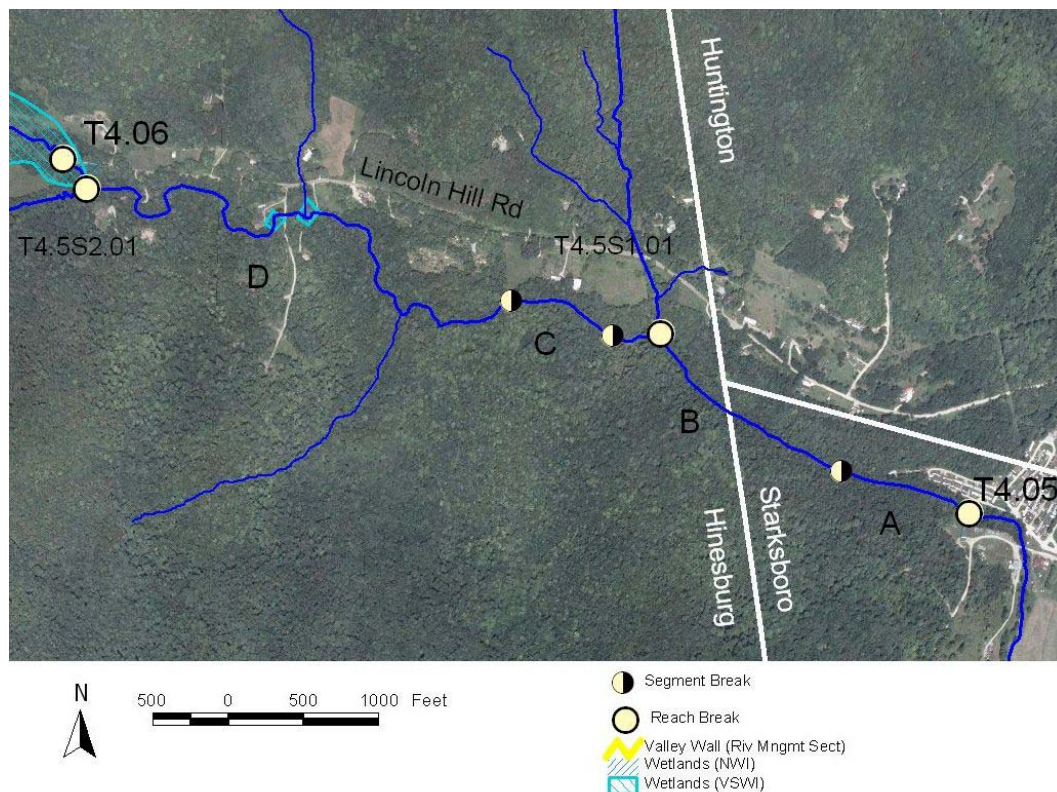 Huntington
T4.06
Lincoln Hill Rd
T4.5S2.01
T4.5S1.01
D
C
B
T4.05
A
Starksboro
Hinesburg
N
500 0 500 1000 Feet
Segment Break
Reach Break
Valley Wall (Riv Mngmt Sect)
Wetlands (NWI)
Wetlands (VSWI)